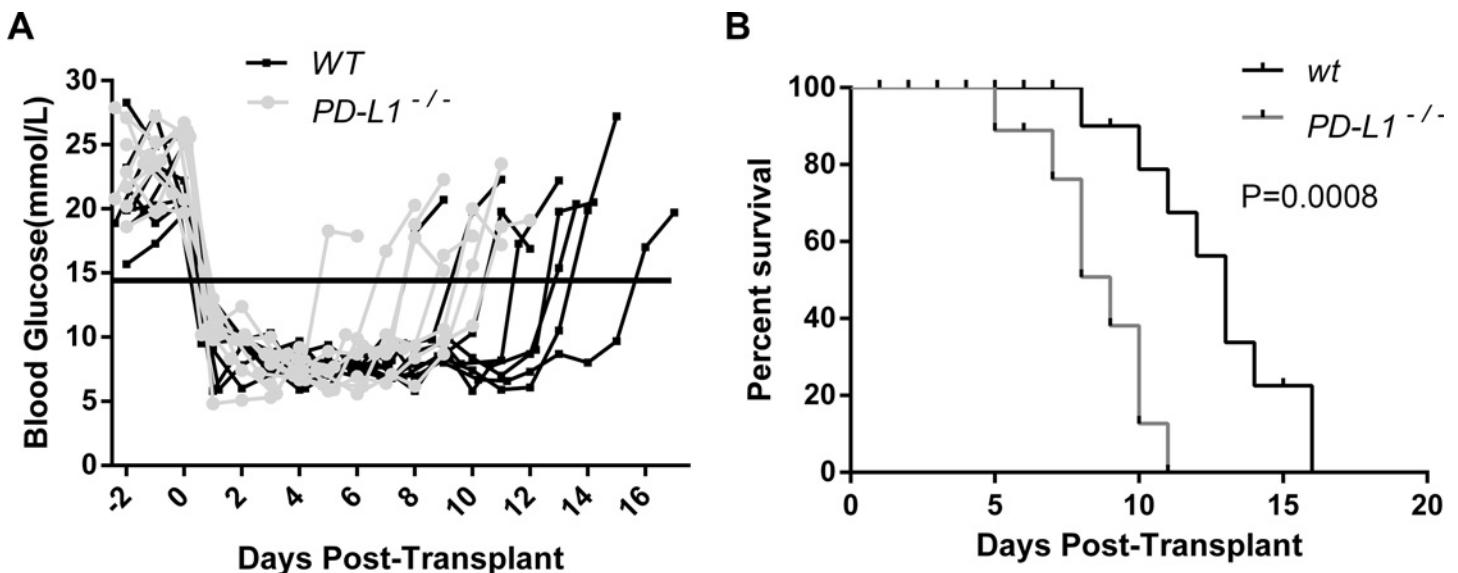 A
WT
PD-L1 -/-
Blood Glucose(mmol/L)
30
25
20
15
10
5
0
-2
0
2
4
6
8
10
12
14
16
Days Post-Transplant
B
wt
PD-L1 -/-
P=0.0008
Percent survival
100
80
60
40
20
0
0
5
10
15
20
Days Post-Transplant